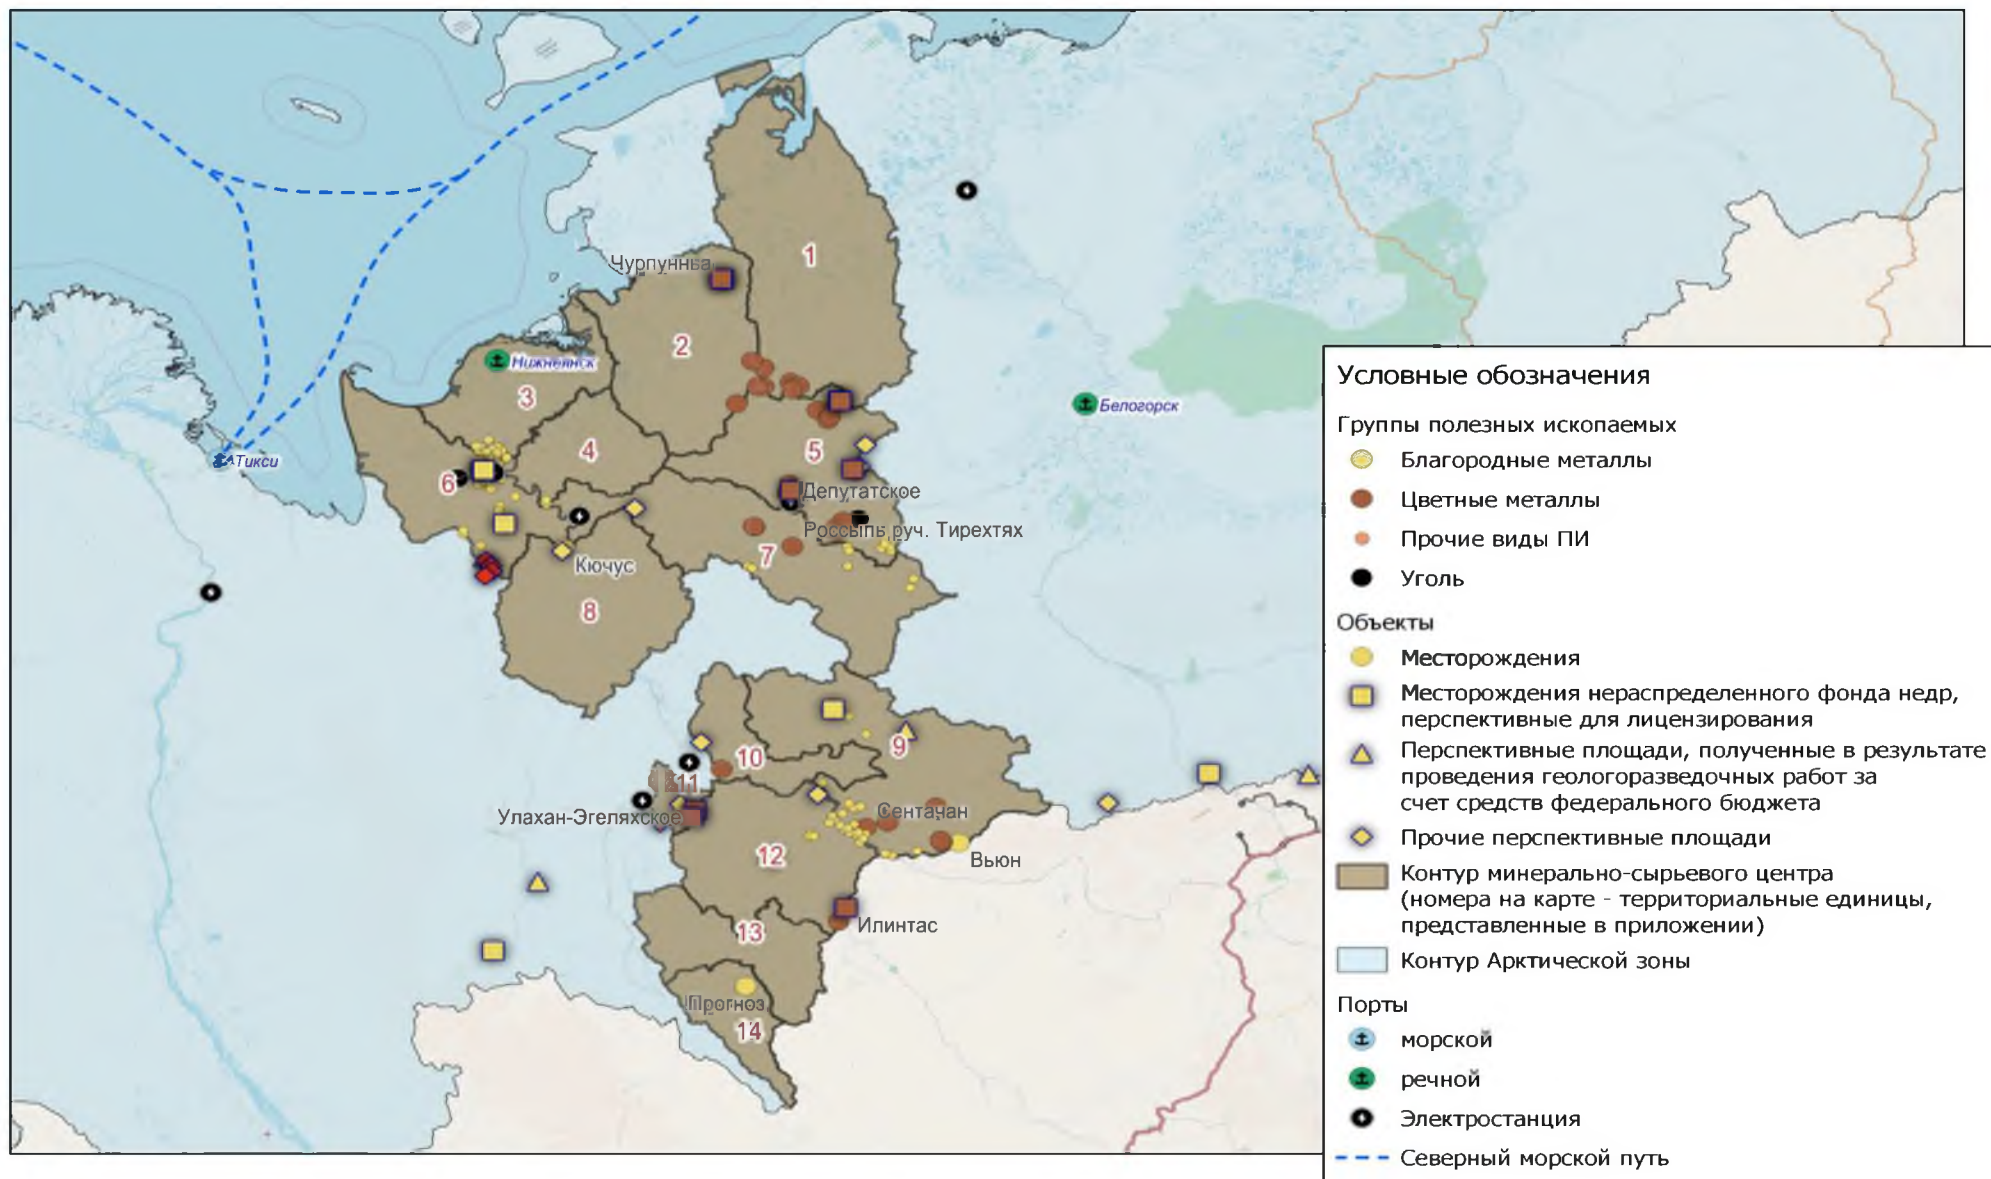 1
Чурпуннья
2
Нижнеянск
3
4
5
Белогорск
Тикси
6
Депутатское
Россыпь руч. Тирехтях
7
Кючус
8
9
10
11
Улахан-Эгеляхское
Сентачан
12
Вьюн
Илинтас
13
Прогноз
14
Условные обозначения
Группы полезных ископаемых
Благородные металлы
Цветные металлы
Прочие виды ПИ
Уголь
Объекты
Месторождения
Месторождения нераспределенного фонда недр,
перспективные для лицензирования
Перспективные площади, полученные в результате
проведения геологоразведочных работ за
счет средств федерального бюджета
Прочие перспективные площади
Контур минерально-сырьевого центра
(номера на карте - территориальные единицы,
представленные в приложении)
Контур Арктической зоны
Порты
морской
речной
Электростанция
Северный морской путь